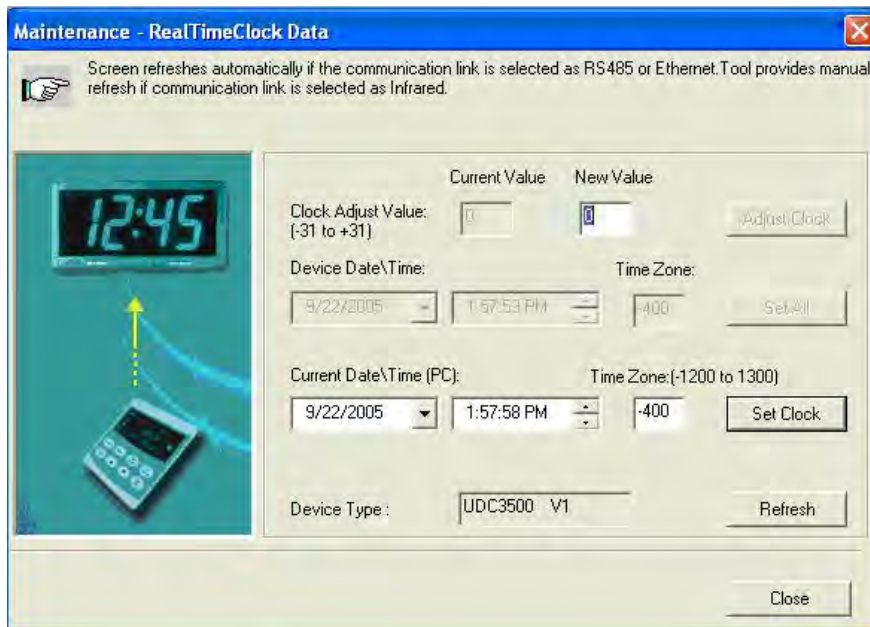 Maintenance - RealTimeClock Data
Screen refreshes automatically if the communication link is selected as RS485 or Ethernet.Tool provides manual
refresh if communication link is selected as Infrared.
12:45
Current Value New Value
Clock Adjust Value: 0 0 Adjust Clock
(-31 to +31)
Device Date\Time: Time Zone:
9/22/2005 1:57:53 PM -400 Set All
Current Date\Time (PC): Time Zone:(-1200 to 1300)
9/22/2005 1:57:58 PM -400 Set Clock
Device Type : UDC3500 V1 Refresh
Close